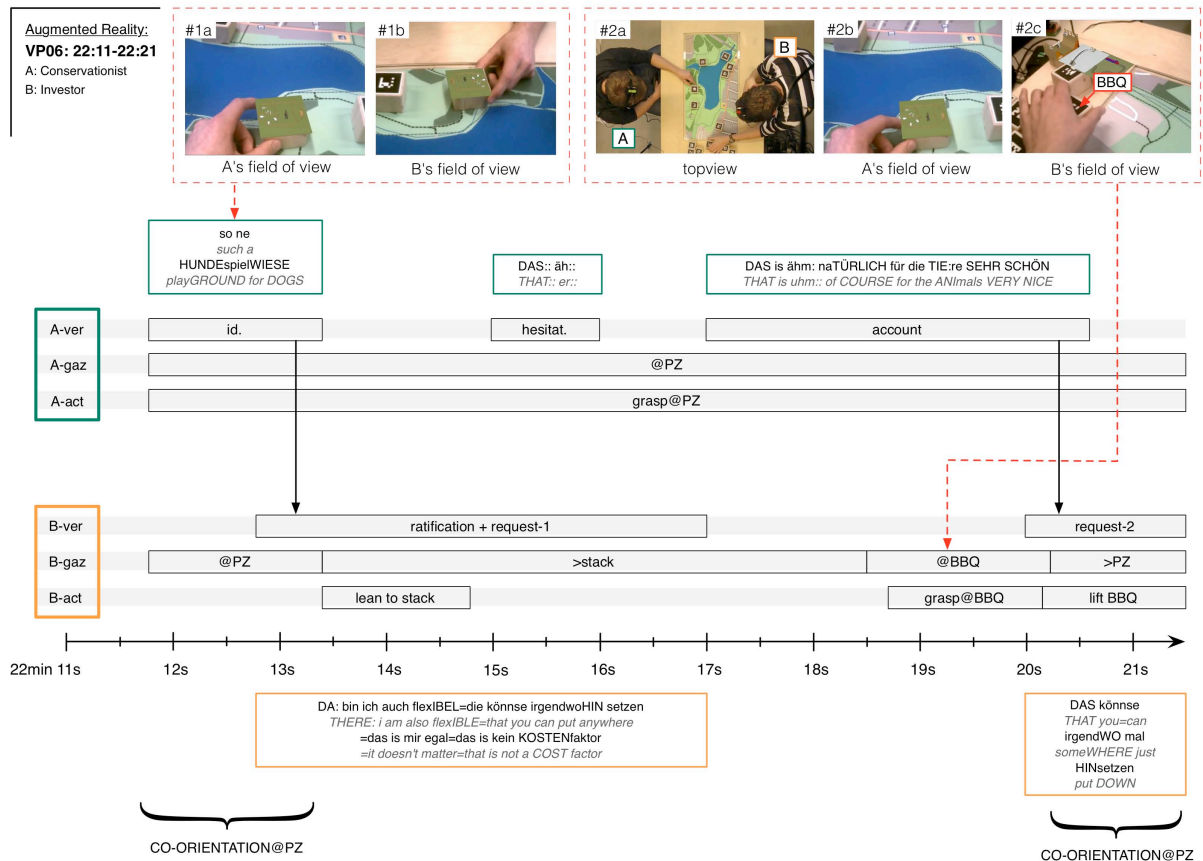 Augmented Reality:
VP06: 22:11-22:21
A: Conservationist
B: Investor
#1a
#1b
#2a
#2b
#2c
A
B
BBQ
A's field of view
B's field of view
topview
A's field of view
B's field of view
so ne
such a
HUNDEspielWIESE
playGROUND for DOGS
DAS:: äh::
THAT:: er::
DAS is ähm: naTÜRLICH für die TIE:re SEHR SCHÖN
THAT is uhm:: of COURSE for the ANImals VERY NICE
A-ver
id.
hesitat.
account
A-gaz
@PZ
A-act
grasp@PZ
B-ver
ratification + request-1
request-2
B-gaz
@PZ
>stack
@BBQ
>PZ
B-act
lean to stack
grasp@BBQ
lift BBQ
22min 11s
12s
13s
14s
15s
16s
17s
18s
19s
20s
21s
DA: bin ich auch flexIBEL=die könnse irgendwoHIN setzen
THERE: i am also flexIBLE=that you can put anywhere
=das is mir egal=das is kein KOSTENfaktor
=it doesn't matter=that is not a COST factor
DAS könnse
THAT you=can
irgendWO mal
someWHERE just
HINsetzen
put DOWN
CO-ORIENTATION@PZ
CO-ORIENTATION@PZ